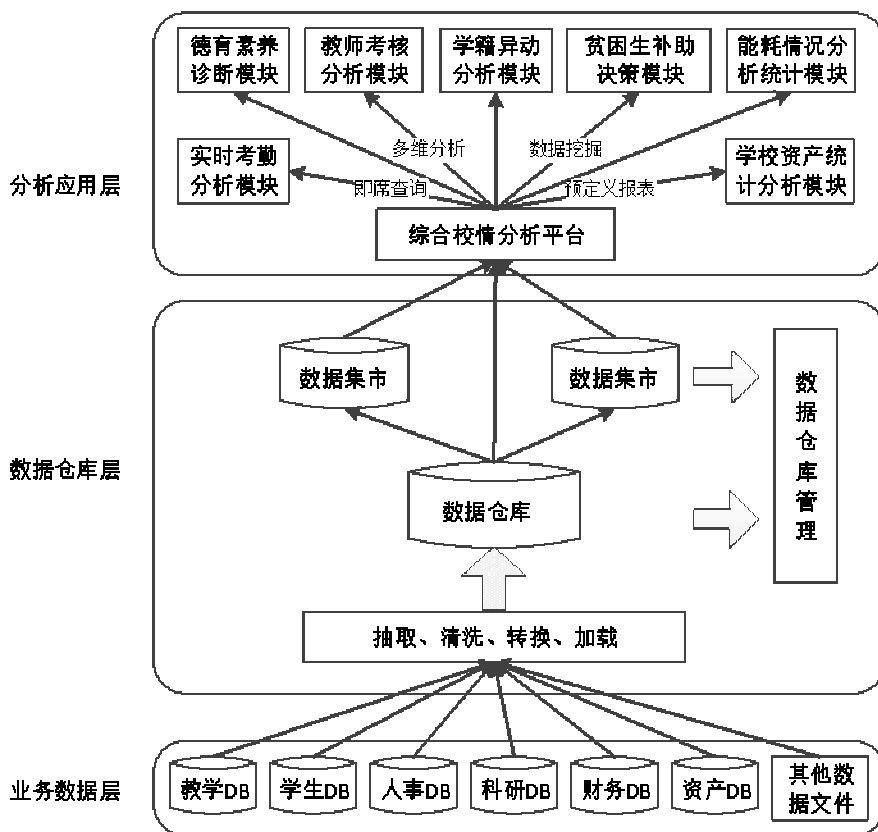 德育素养
诊断模块
教师考核
分析模块
学籍异动
分析模块
贫困生补助
决策模块
能耗情况分
析统计模块
多维分析
数据挖掘
实时考勤
分析模块
即席查询
预定义报表
学校资产统
计分析模块
分析应用层
综合校情分析平台
数据集市
数据集市
数据仓库管理
数据仓库层
数据仓库
抽取、清洗、转换、加载
业务数据层
教学DB
学生DB
人事DB
科研DB
财务DB
资产DB
其他数
据文件